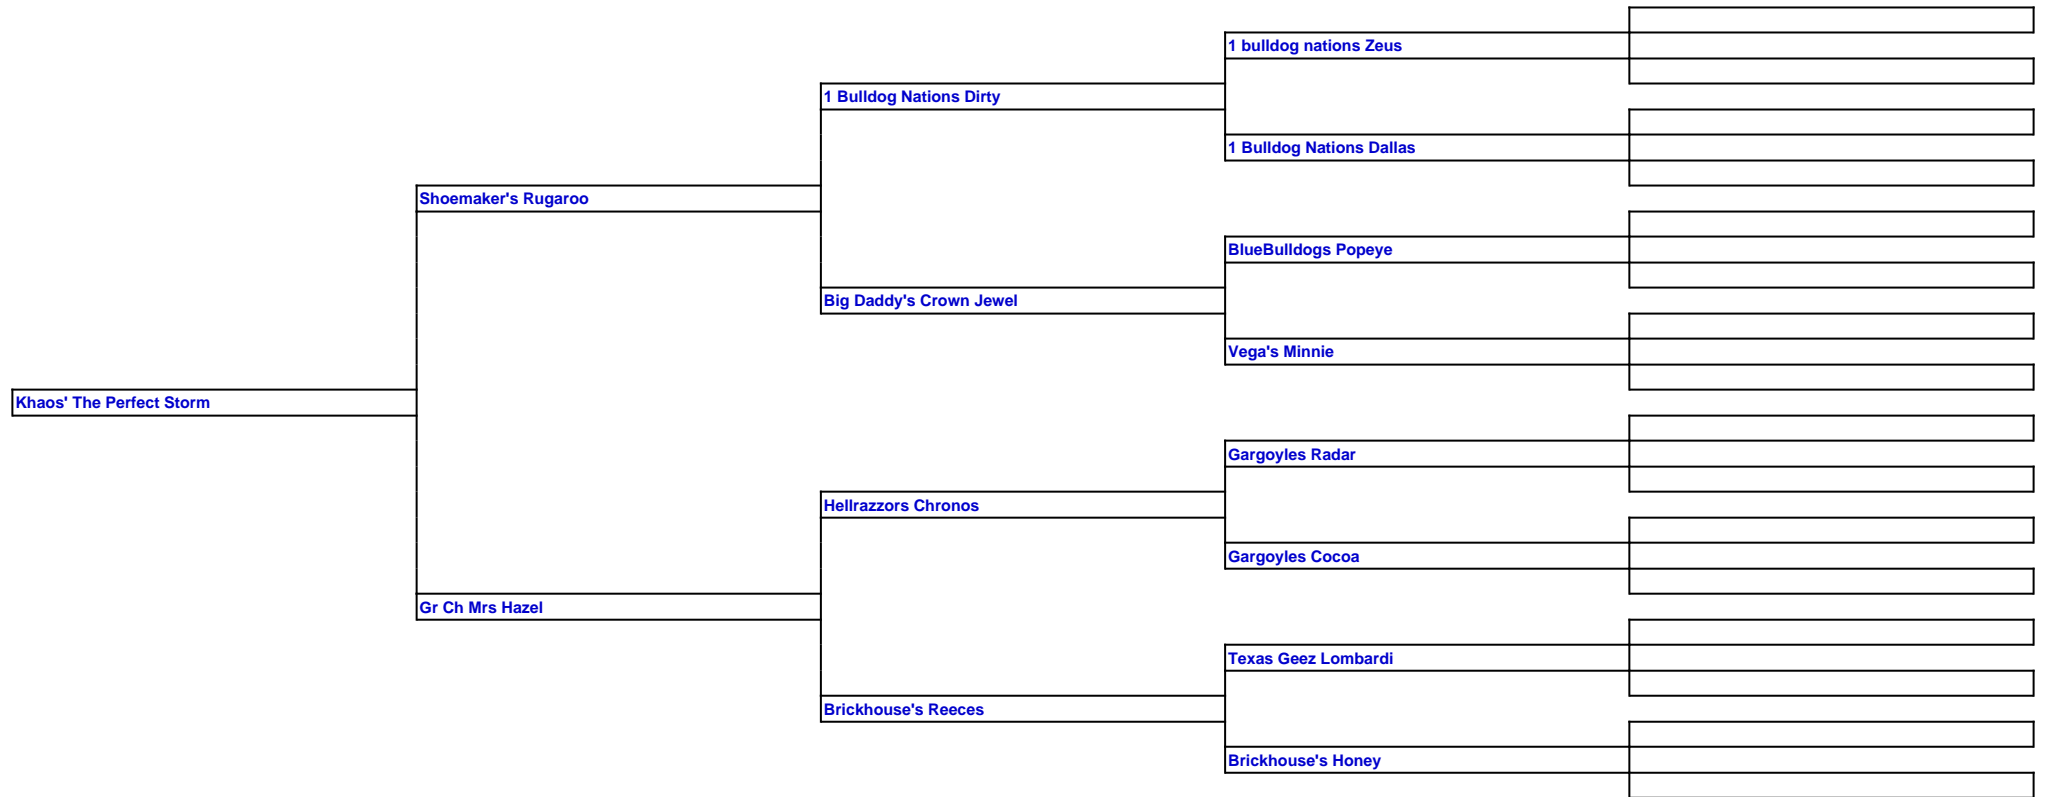 1 bulldog nations Zeus
1 Bulldog Nations Dirty
1 Bulldog Nations Dallas
Shoemaker's Rugaroo
BlueBulldogs Popeye
Big Daddy's Crown Jewel
Vega's Minnie
Khaos' The Perfect Storm
Gargoyles Radar
Hellrazzors Chronos
Gargoyles Cocoa
Gr Ch Mrs Hazel
Texas Geez Lombardi
Brickhouse's Reeces
Brickhouse's Honey